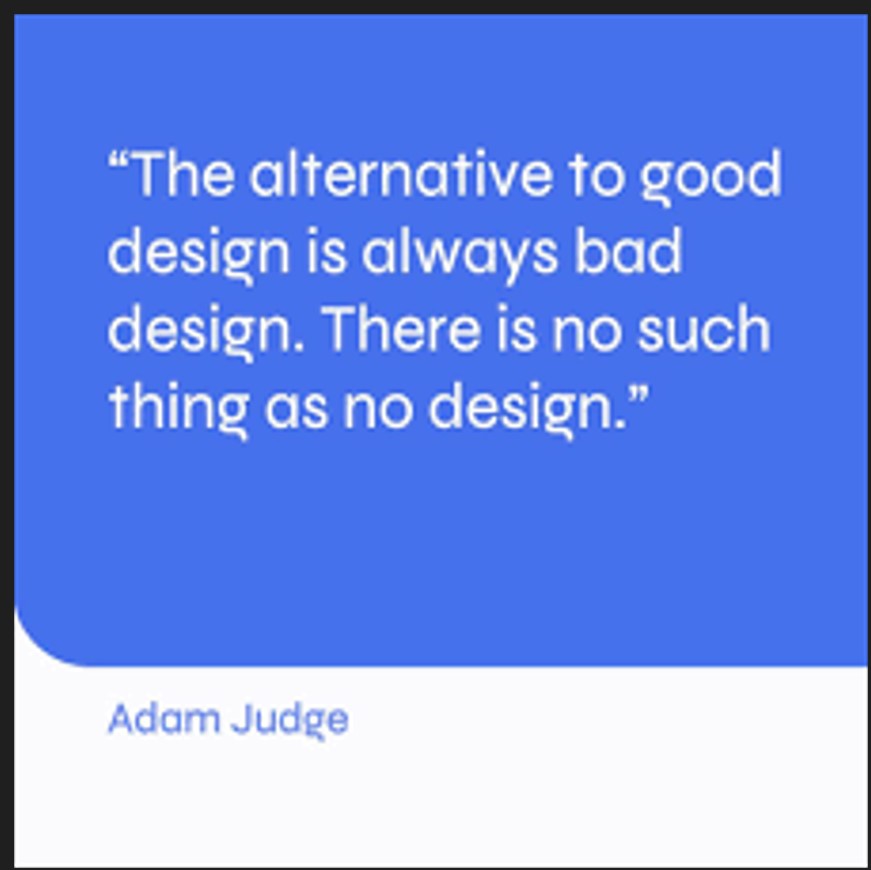 “The alternative to good
design is always bad
design. There is no such
thing as no design.”
Adam Judge